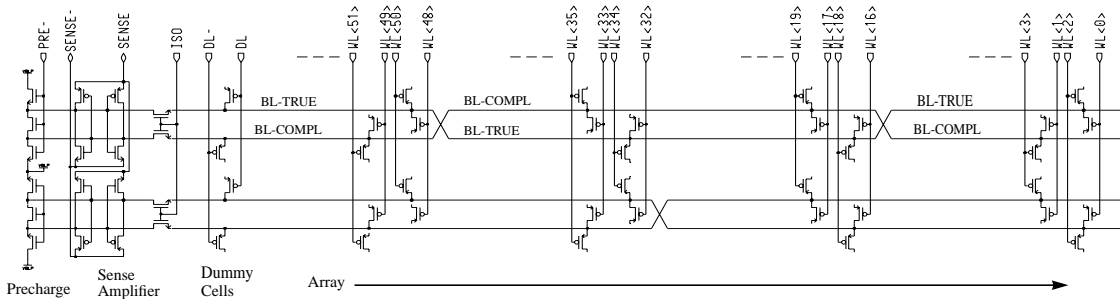 PRE-
SENSE-
SENSE
ISO
DL-
DL
WL<51>
WL<49>
WL<50>
WL<48>
WL<35>
WL<33>
WL<34>
WL<32>
WL<19>
WL<17>
WL<18>
WL<16>
WL<3>
WL<1>
WL<2>
WL<0>
BL-TRUE
BL-COMPL
BL-TRUE
BL-COMPL
BL-TRUE
BL-COMPL
Precharge
Sense
Amplifier
Dummy
Cells
Array